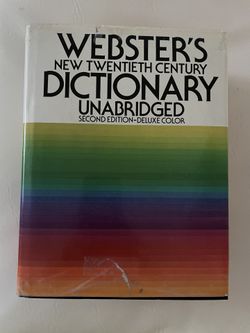 WEBSTER'S
NEW TWENTIETH CENTURY
DICTIONARY
UNABRIDGED
SECOND EDITION-DELUXE COLOR